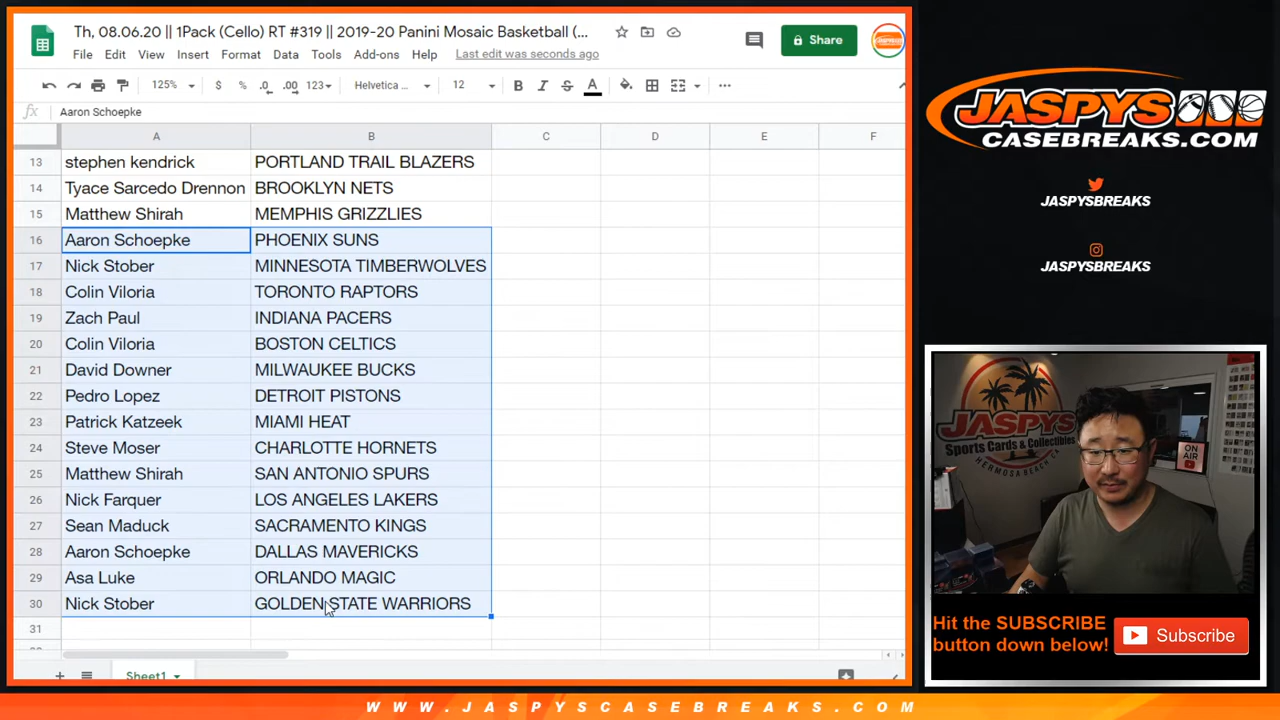 Th, 08.06.20 || 1Pack (Cello) RT #319 || 2019-20 Panini Mosaic Basketball (...
File Edit View Insert Format Data Tools Add-ons Help Last edit was seconds ago
Share
125% $ % .0 .00 123 Helvetica ... 12 B I S A
fx Aaron Schoepke
A B C D E F
13 stephen kendrick PORTLAND TRAIL BLAZERS
14 Tyace Sarcedo Drennon BROOKLYN NETS
15 Matthew Shirah MEMPHIS GRIZZLIES
16 Aaron Schoepke PHOENIX SUNS
17 Nick Stober MINNESOTA TIMBERWOLVES
18 Colin Viloria TORONTO RAPTORS
19 Zach Paul INDIANA PACERS
20 Colin Viloria BOSTON CELTICS
21 David Downer MILWAUKEE BUCKS
22 Pedro Lopez DETROIT PISTONS
23 Patrick Katzeek MIAMI HEAT
24 Steve Moser CHARLOTTE HORNETS
25 Matthew Shirah SAN ANTONIO SPURS
26 Nick Farquer LOS ANGELES LAKERS
27 Sean Maduck SACRAMENTO KINGS
28 Aaron Schoepke DALLAS MAVERICKS
29 Asa Luke ORLANDO MAGIC
30 Nick Stober GOLDEN STATE WARRIORS
31
Sheet1
JASPYS
CASEBREAKS.COM
JASPYSBREAKS
JASPYSBREAKS
JASPYS
Sports Cards & Collectibles
HERMOSA BEACH
ON
AIR
Hit the SUBSCRIBE
button down below!
Subscribe
WWW.JASPYSCASEBREAKS.COM